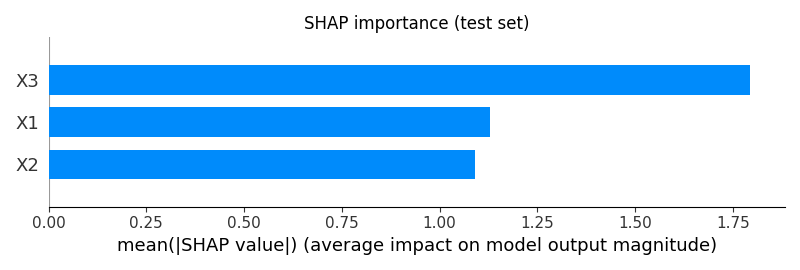 SHAP importance (test set)
X3
X1
X2
0.00 0.25 0.50 0.75 1.00 1.25 1.50 1.75
mean(|SHAP value|) (average impact on model output magnitude)